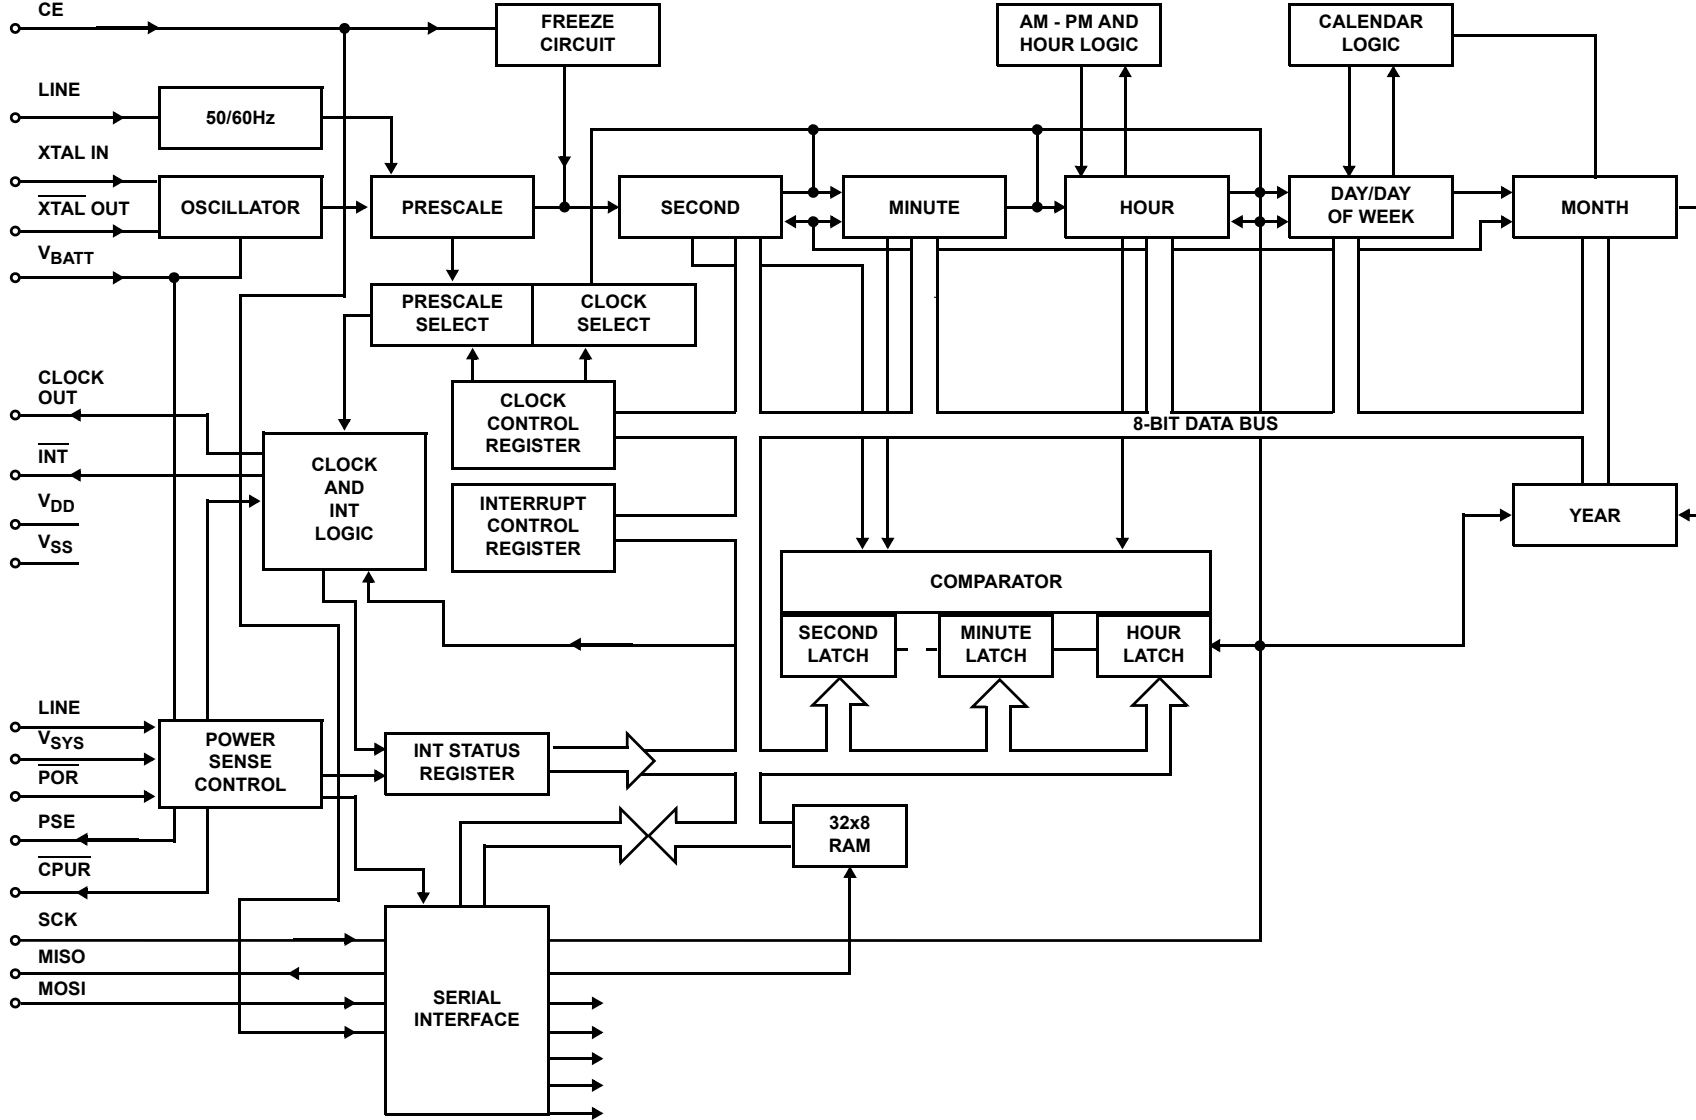 CE
FREEZE
CIRCUIT
AM - PM AND
HOUR LOGIC
CALENDAR
LOGIC
LINE
50/60Hz
XTAL IN
XTAL OUT
OSCILLATOR
PRESCALE
SECOND
MINUTE
HOUR
DAY/DAY
OF WEEK
MONTH
VBATT
PRESCALE
SELECT
CLOCK
SELECT
CLOCK
OUT
CLOCK
CONTROL
REGISTER
8-BIT DATA BUS
INT
CLOCK
AND
INT
LOGIC
VDD
VSS
INTERRUPT
CONTROL
REGISTER
YEAR
COMPARATOR
SECOND
LATCH
MINUTE
LATCH
HOUR
LATCH
LINE
VSYS
POR
PSE
CPUR
POWER
SENSE
CONTROL
INT STATUS
REGISTER
32x8
RAM
SCK
MISO
MOSI
SERIAL
INTERFACE